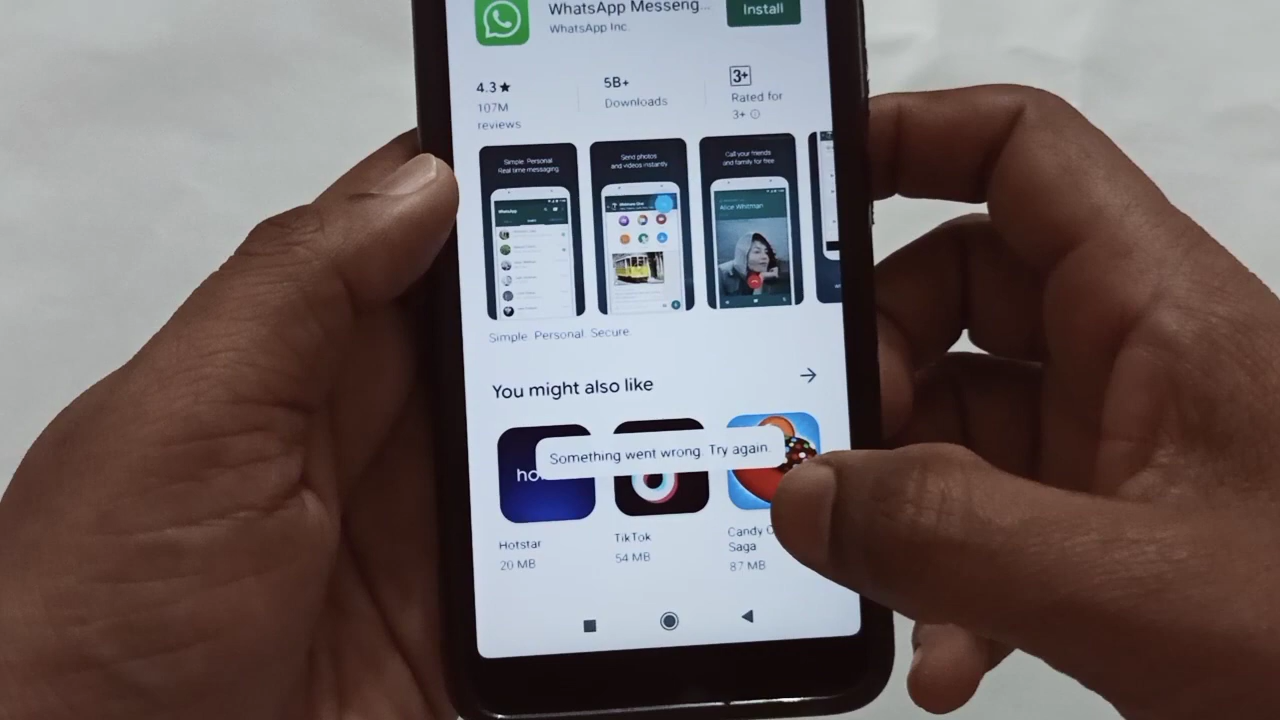 WhatsApp Messeng...
Install
WhatsApp Inc.
4.3★
107M
reviews
5B+
Downloads
3+
Rated for
3+
Simple. Personal.
Real time messaging.
Send photos
and videos instantly
Call your friends
and family for free
WhatsApp
Alice Whitman
Simple. Personal. Secure.
You might also like
ho
Something went wrong. Try again.
Hotstar
20 MB
TikTok
54 MB
Candy C
Saga
87 MB